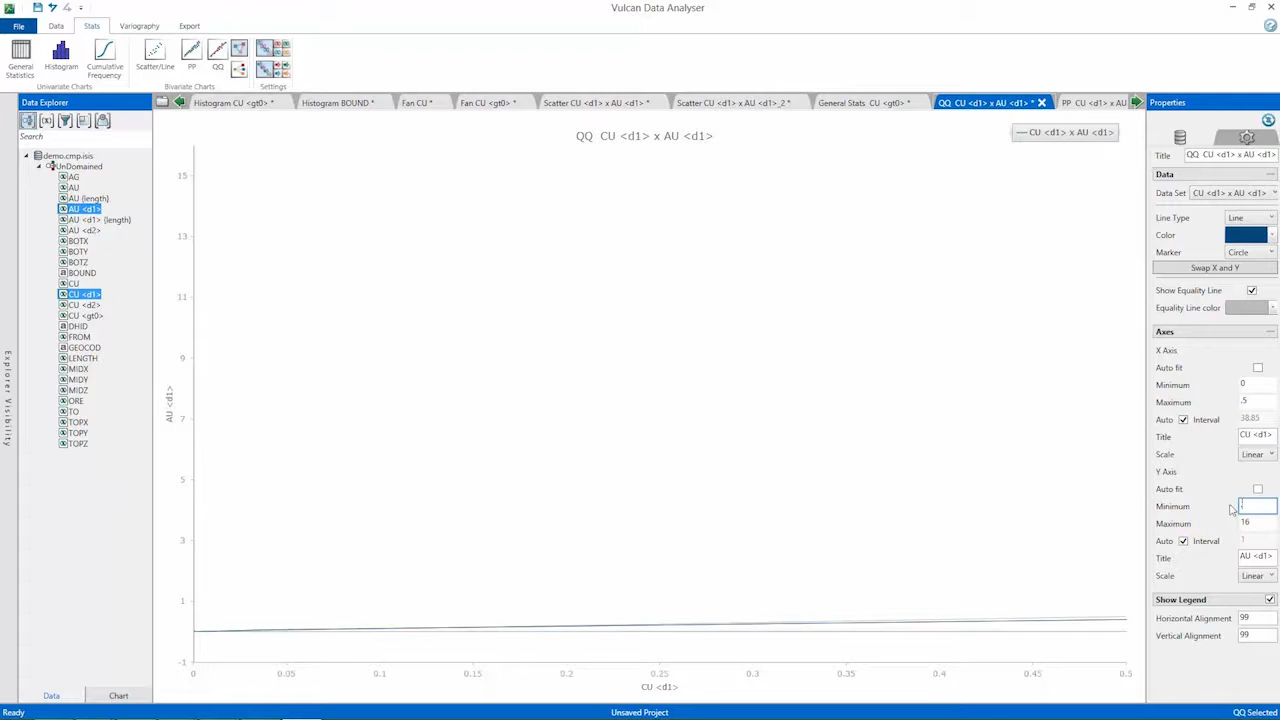 Vulcan Data Analyser
File Data Stats Variography Export
General Statistics
Histogram
Cumulative Frequency
Scatter/Line
PP
QQ
Univariate Charts
Bivariate Charts
Settings
Data Explorer
Histogram CU <gt0> *
Histogram BOUND *
Fan CU *
Fan CU <gt0> *
Scatter CU <d1> x AU <d1> *
Scatter CU <d1> x AU <d1>_2 *
General Stats CU <gt0> *
QQ CU <d1> x AU <d1> *
PP CU <d1> x AU
Properties
Search
demo.cmp.isis
UnDomained
AG
AU
AU {length}
AU <d1>
AU <d1> {length}
AU <d2>
BOTX
BOTY
BOTZ
BOUND
CU
CU <d1>
CU <d2>
CU <gt0>
DHID
FROM
GEOCOD
LENGTH
MIDX
MIDY
MIDZ
ORE
TO
TOPX
TOPY
TOPZ
Explorer Visibility
Data Chart
QQ CU <d1> x AU <d1>
CU <d1> x AU <d1>
15
13
11
9
7
5
3
1
-1
AU <d1>
0 0.05 0.1 0.15 0.2 0.25 0.3 0.35 0.4 0.45 0.5
CU <d1>
Title QQ CU <d1> x AU <d1>
Data
Data Set CU <d1> x AU <d1>
Line Type Line
Color
Marker Circle
Swap X and Y
Show Equality Line
Equality Line color
Axes
X Axis
Auto fit
Minimum 0
Maximum .5
Auto Interval 38.85
Title CU <d1>
Scale Linear
Y Axis
Auto fit
Minimum
Maximum 16
Auto Interval 1
Title AU <d1>
Scale Linear
Show Legend
Horizontal Alignment 99
Vertical Alignment 99
Ready
Unsaved Project
QQ Selected